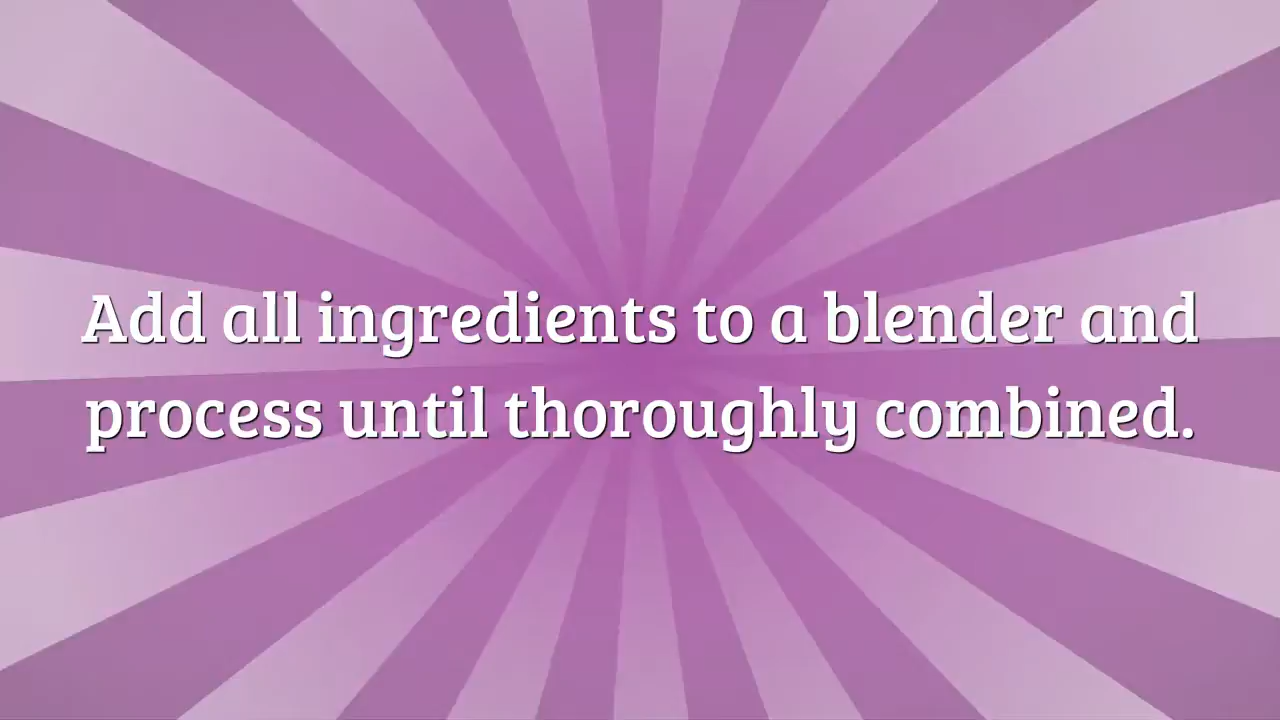 Add all ingredients to a blender and
process until thoroughly combined.